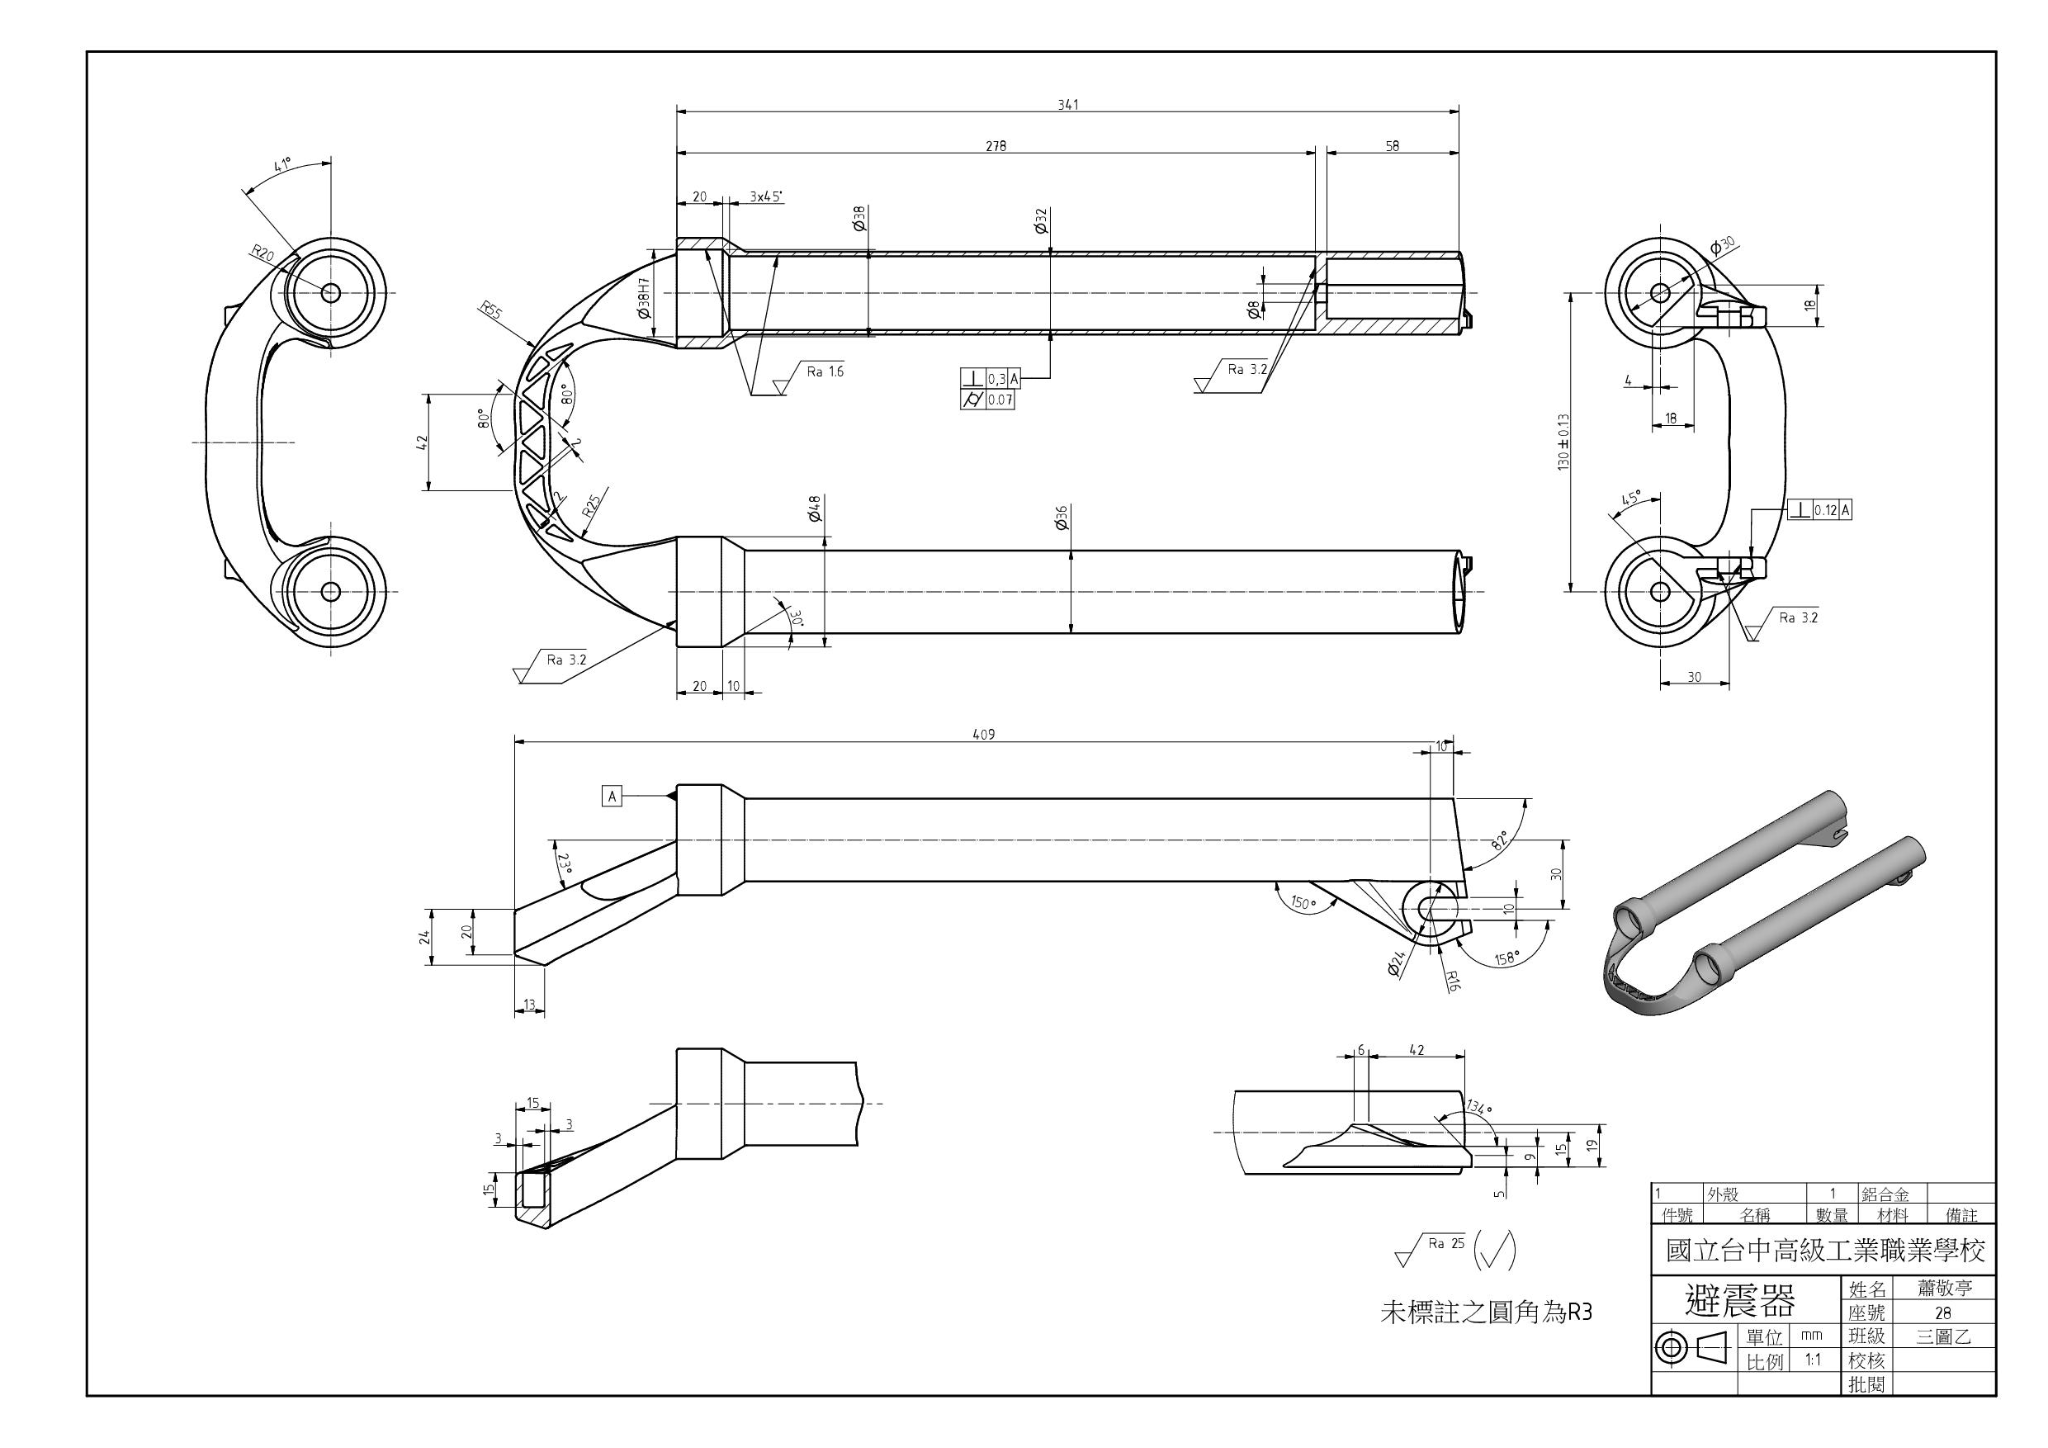 341
278
58
20
3x45°
Ø38
Ø32
41°
R20
Ø30
R55
Ø38H7
Ø8
18
Ra 1.6
⊥ 0,3 A
⌭ 0.07
Ra 3.2
80°
80°
42
2
2
R25
4
18
130±0.13
45°
⊥ 0.12 A
Ø48
Ø36
30°
Ra 3.2
20
10
Ra 3.2
30
409
10
A
23°
82°
30
24
20
13
150°
10
Ø24
R16
158°
6
42
134°
15
3
3
15
5
9
15
19
Ra 25 (√)
未標註之圓角為R3
1 外殼 1 鋁合金
件號 名稱 數量 材料 備註
國立台中高級工業職業學校
避震器
姓名 蕭敬亭
座號 28
單位 mm 班級 三圖乙
比例 1:1 校核
批閱